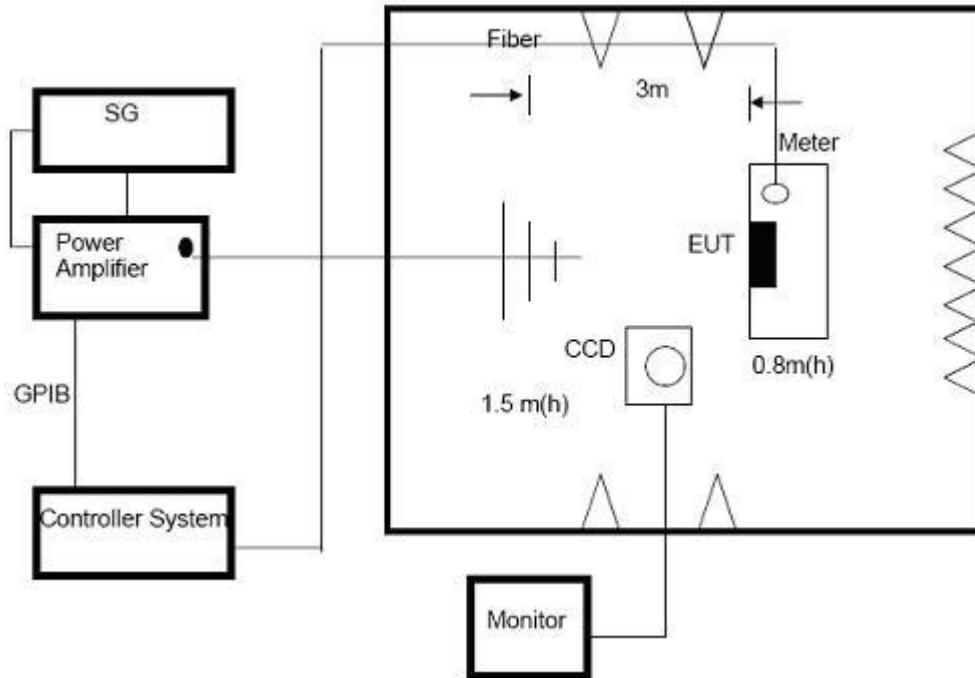 Fiber
SG
3m
Meter
Power
Amplifier
EUT
CCD
0.8m(h)
GPIB
1.5 m(h)
Controller System
Monitor